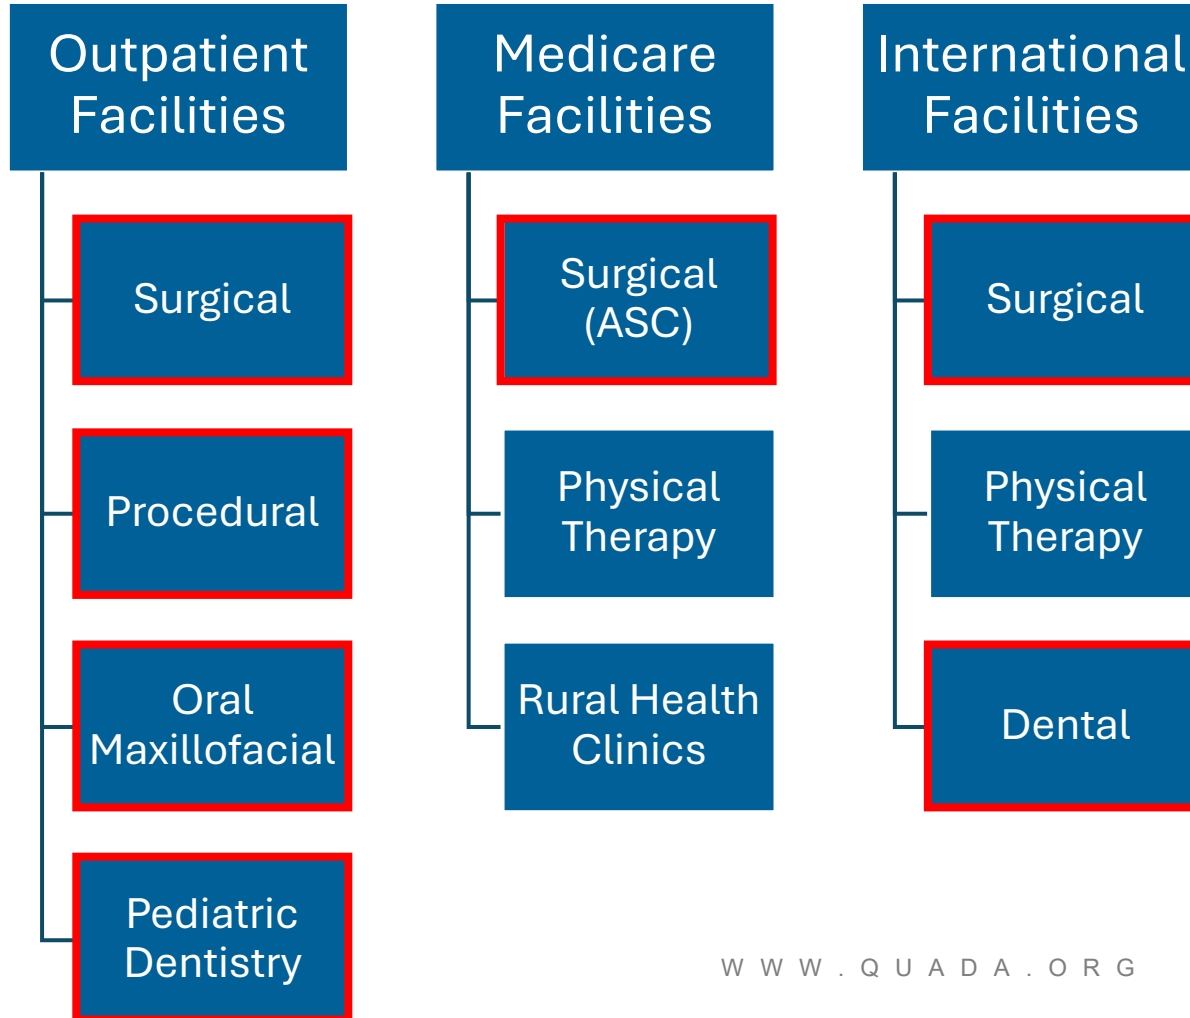 Outpatient
Facilities
Surgical
Procedural
Oral
Maxillofacial
Pediatric
Dentistry
Medicare
Facilities
Surgical
(ASC)
Physical
Therapy
Rural Health
Clinics
International
Facilities
Surgical
Physical
Therapy
Dental
WWW.QUADA.ORG